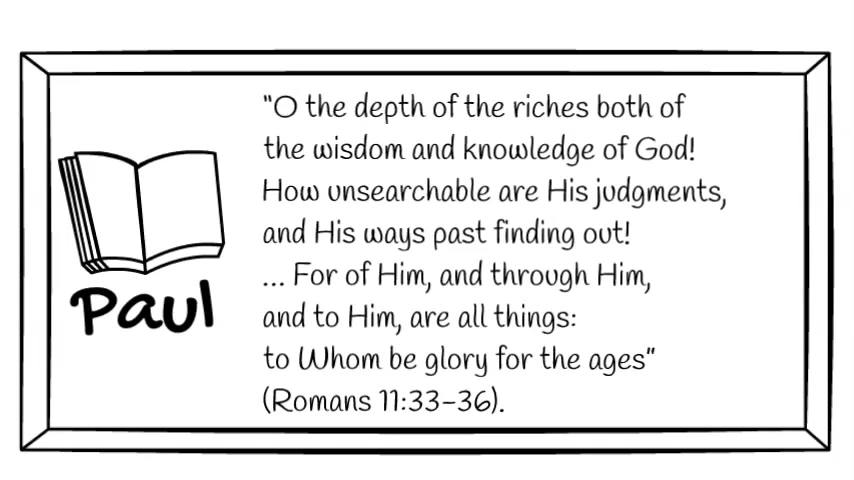 "O the depth of the riches both of
the wisdom and knowledge of God!
How unsearchable are His judgments,
and His ways past finding out!
... For of Him, and through Him,
and to Him, are all things:
to Whom be glory for the ages"
(Romans 11:33–36).
Paul